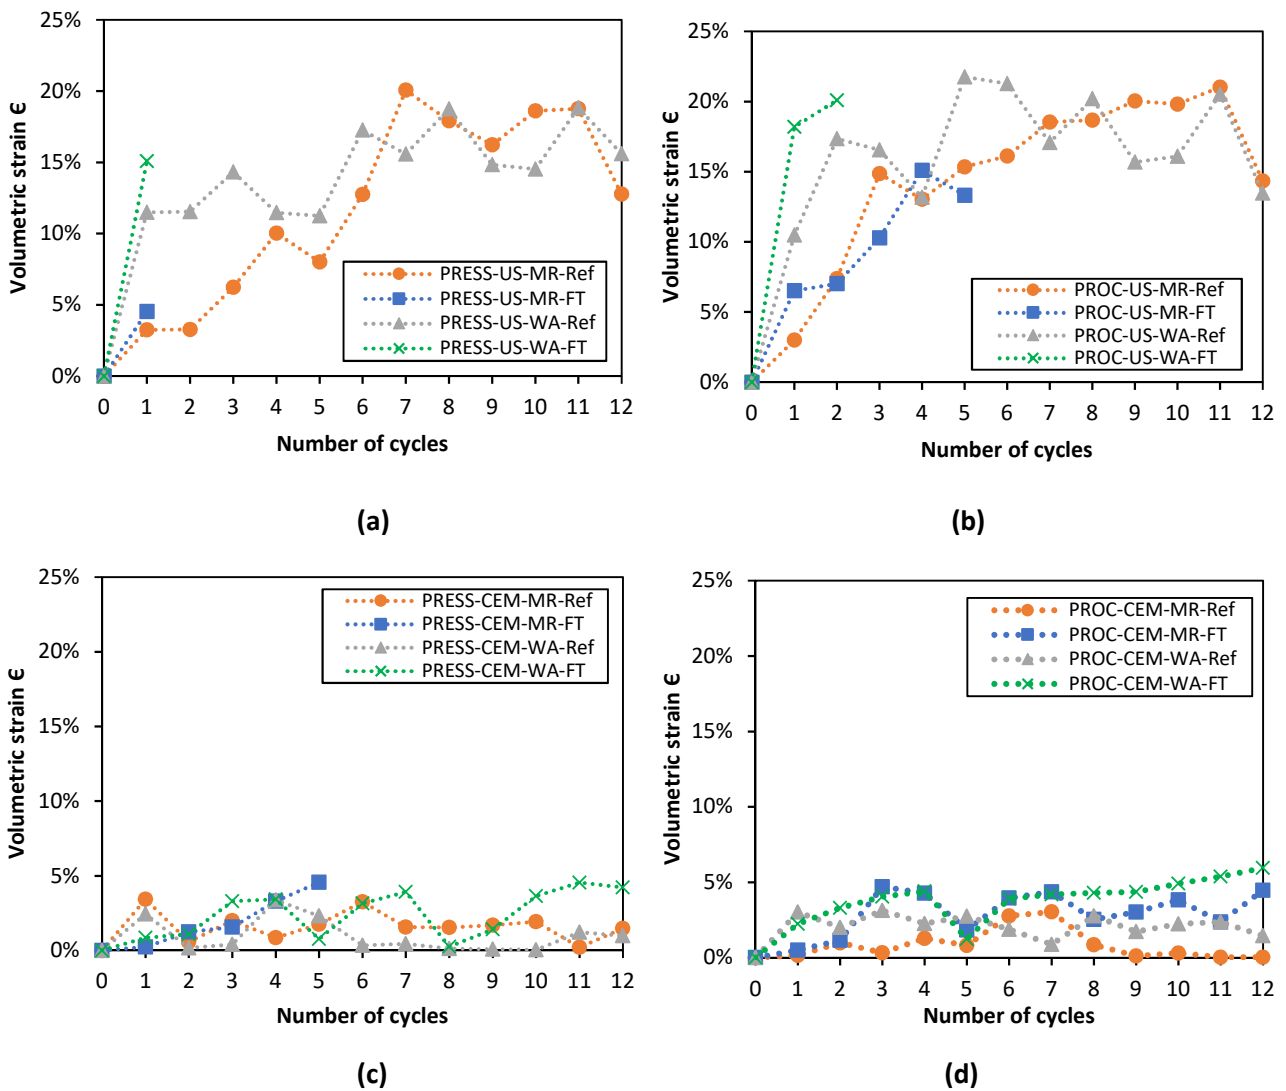 25%
20%
15%
10%
5%
0%
Volumetric strain Є
PRESS-US-MR-Ref
PRESS-US-MR-FT
PRESS-US-WA-Ref
PRESS-US-WA-FT
0 1 2 3 4 5 6 7 8 9 10 11 12
Number of cycles
(a)
25%
20%
15%
10%
5%
0%
Volumetric strain Є
PROC-US-MR-Ref
PROC-US-MR-FT
PROC-US-WA-Ref
PROC-US-WA-FT
0 1 2 3 4 5 6 7 8 9 10 11 12
Number of cycles
(b)
25%
20%
15%
10%
5%
0%
Volumetric strain Є
PRESS-CEM-MR-Ref
PRESS-CEM-MR-FT
PRESS-CEM-WA-Ref
PRESS-CEM-WA-FT
0 1 2 3 4 5 6 7 8 9 10 11 12
Number of cycles
(c)
25%
20%
15%
10%
5%
0%
Volumetric strain Є
PROC-CEM-MR-Ref
PROC-CEM-MR-FT
PROC-CEM-WA-Ref
PROC-CEM-WA-FT
0 1 2 3 4 5 6 7 8 9 10 11 12
Number of cycles
(d)